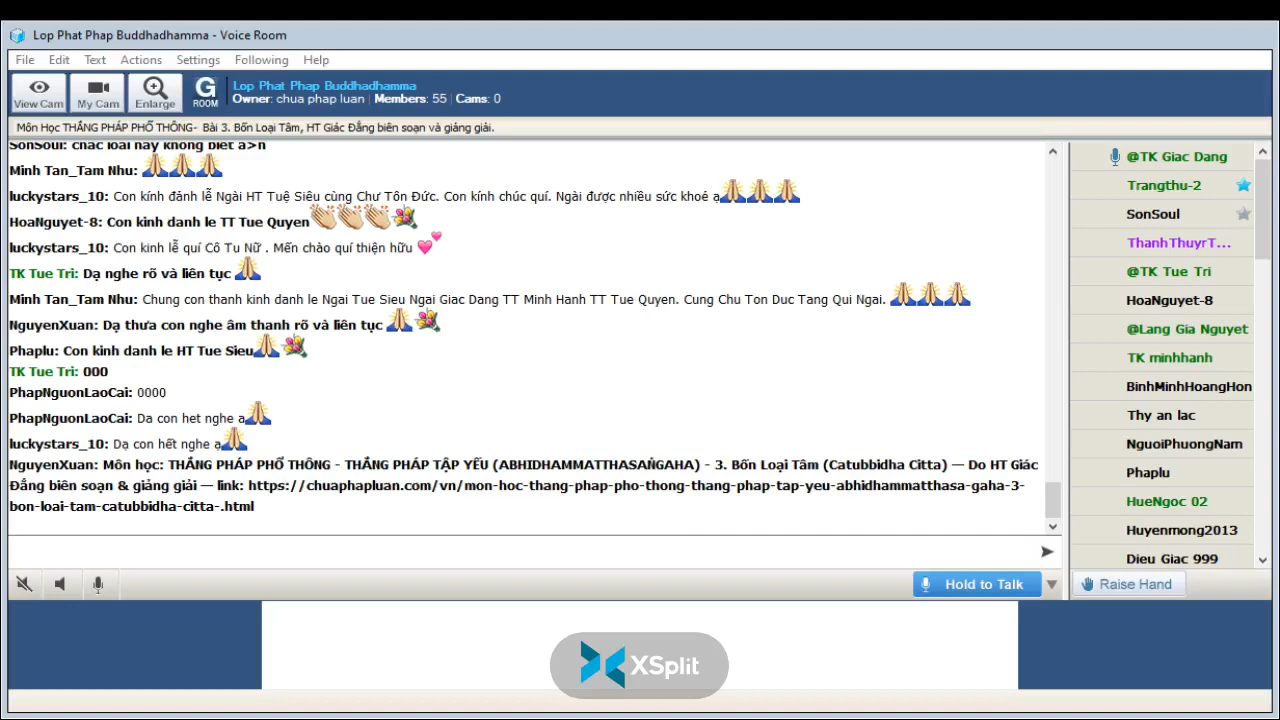 Lop Phat Phap Buddhadhamma - Voice Room
File Edit Text Actions Settings Following Help
View Cam My Cam Enlarge G ROOM
Lop Phat Phap Buddhadhamma
Owner: chua phap luan | Members: 55 | Cams: 0
Môn Học THẮNG PHÁP PHỔ THÔNG- Bài 3. Bốn Loại Tâm, HT Giác Đẳng biên soạn và giảng giải.
SonSoul: chac loai nay khong biet a>n
Minh Tan_Tam Nhu:
luckystars_10: Con kính đảnh lễ Ngài HT Tuệ Siêu cùng Chư Tôn Đức. Con kính chúc quí. Ngài được nhiều sức khoẻ ạ
HoaNguyet-8: Con kinh danh le TT Tue Quyen
luckystars_10: Con kinh lễ quí Cô Tu Nữ . Mến chào quí thiện hữu
TK Tue Tri: Dạ nghe rõ và liên tục
Minh Tan_Tam Nhu: Chung con thanh kinh danh le Ngai Tue Sieu Ngai Giac Dang TT Minh Hanh TT Tue Quyen. Cung Chu Ton Duc Tang Qui Ngai.
NguyenXuan: Dạ thưa con nghe âm thanh rõ và liên tục
Phaplu: Con kinh danh le HT Tue Sieu
TK Tue Tri: 000
PhapNguonLaoCai: 0000
PhapNguonLaoCai: Da con het nghe a
luckystars_10: Dạ con hết nghe ạ
NguyenXuan: Môn học: THẮNG PHÁP PHỔ THÔNG - THẮNG PHÁP TẬP YẾU (ABHIDHAMMATTHASAṄGAHA) - 3. Bốn Loại Tâm (Catubbidha Citta) — Do HT Giác
Đẳng biên soạn & giảng giải — link: https://chuaphapluan.com/vn/mon-hoc-thang-phap-pho-thong-thang-phap-tap-yeu-abhidhammatthasa-gaha-3-
bon-loai-tam-catubbidha-citta-.html
@TK Giac Dang
Trangthu-2
SonSoul
ThanhThuyrT...
@TK Tue Tri
HoaNguyet-8
@Lang Gia Nguyet
TK minhhanh
BinhMinhHoangHon
Thy an lac
NguoiPhuongNam
Phaplu
HueNgoc 02
Huyenmong2013
Dieu Giac 999
Hold to Talk
Raise Hand
XSplit